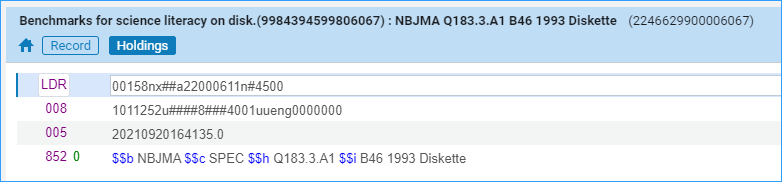 Benchmarks for science literacy on disk.(9984394599806067) : NBJMA Q183.3.A1 B46 1993 Diskette (2246629900006067)
Record Holdings
LDR 00158nx##a22000611n#4500
008 1011252u####8###4001uueng0000000
005 20210920164135.0
852 0 $$b NBJMA $$c SPEC $$h Q183.3.A1 $$i B46 1993 Diskette